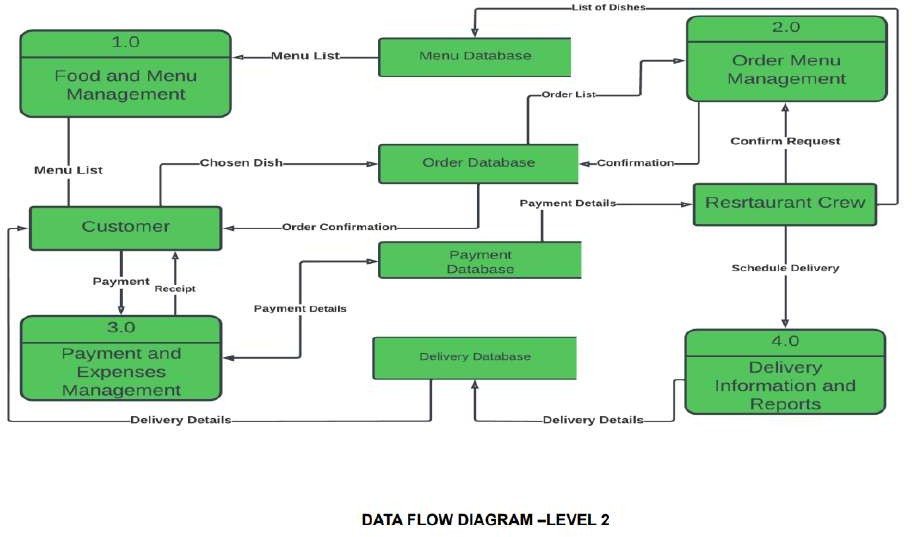 List of Dishes
1.0
Food and Menu
Management
Menu List
Menu Database
2.0
Order Menu
Management
Order List
Menu List
Chosen Dish
Order Database
Confirmation
Confirm Request
Customer
Order Confirmation
Payment Details
Resrtaurant Crew
Payment
Database
Payment
Receipt
Payment Details
Schedule Delivery
3.0
Payment and
Expenses
Management
Delivery Database
4.0
Delivery
Information and
Reports
Delivery Details
Delivery Details
DATA FLOW DIAGRAM –LEVEL 2